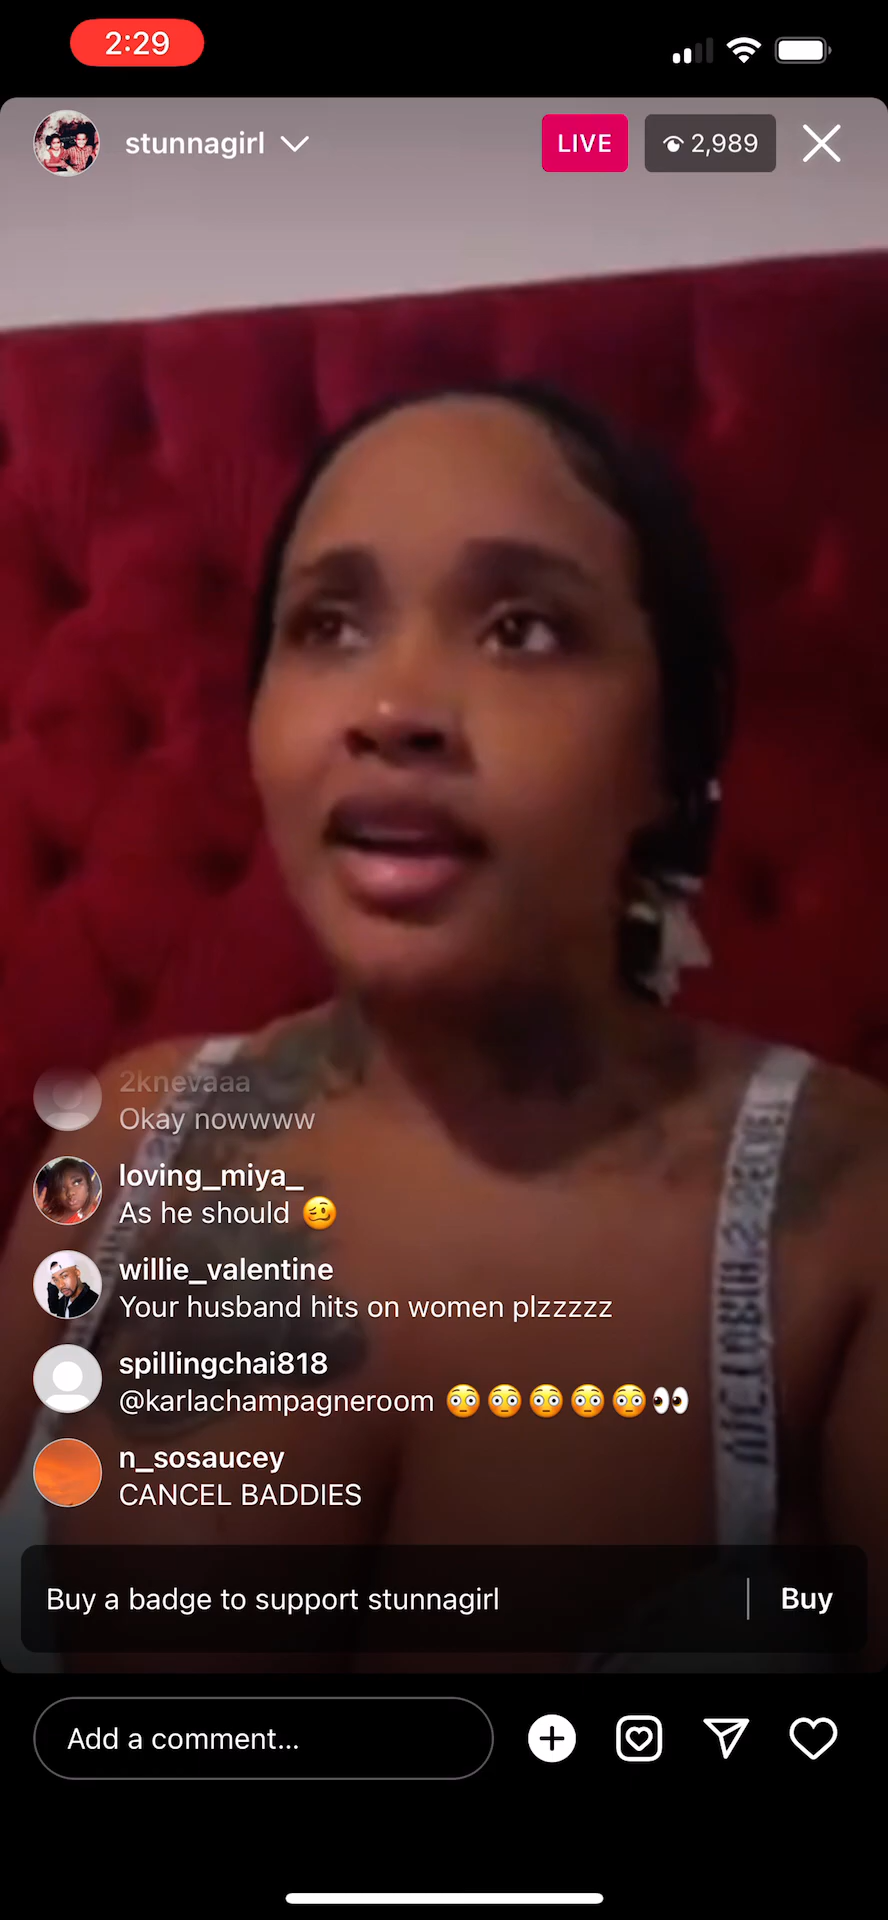 2:29
stunnagirl
LIVE
2,989
2knevaaa
Okay nowwww
loving_miya_
As he should 🥴
willie_valentine
Your husband hits on women plzzzzz
spillingchai818
@karlachampagneroom 😳😳😳😳😳👀
n_sosaucey
CANCEL BADDIES
Buy a badge to support stunnagirl
Buy
Add a comment...